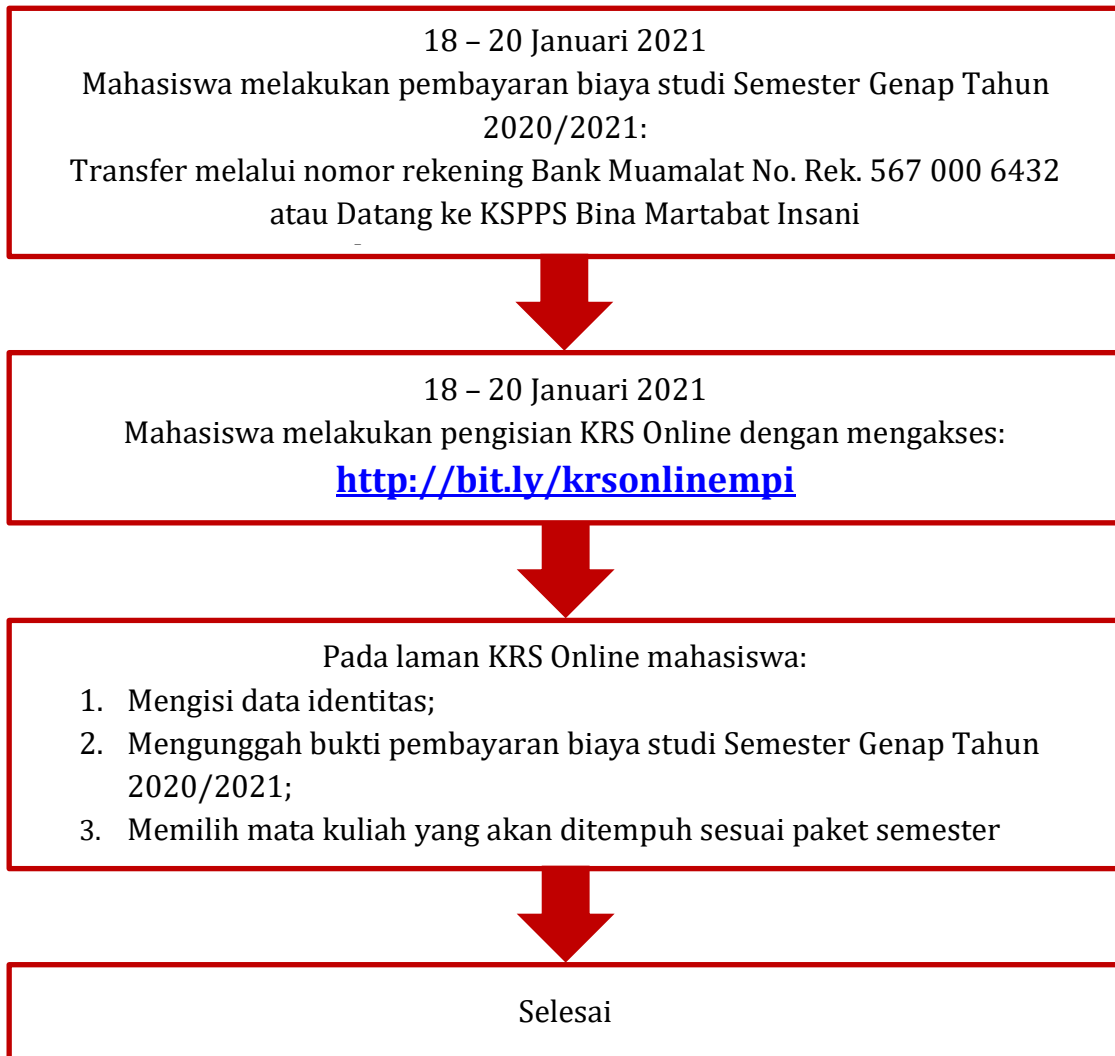 18 – 20 Januari 2021
Mahasiswa melakukan pembayaran biaya studi Semester Genap Tahun
2020/2021:
Transfer melalui nomor rekening Bank Muamalat No. Rek. 567 000 6432
atau Datang ke KSPPS Bina Martabat Insani
18 – 20 Januari 2021
Mahasiswa melakukan pengisian KRS Online dengan mengakses:
http://bit.ly/krsonlinempi
Pada laman KRS Online mahasiswa:
1. Mengisi data identitas;
2. Mengunggah bukti pembayaran biaya studi Semester Genap Tahun
2020/2021;
3. Memilih mata kuliah yang akan ditempuh sesuai paket semester
Selesai